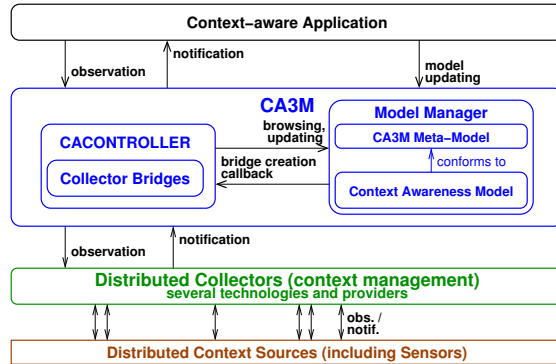 Context-aware Application
observation
notification
model
updating
CA3M
Model Manager
CACONTROLLER
browsing,
updating
CA3M Meta-Model
Collector Bridges
bridge creation
callback
conforms to
Context Awareness Model
observation
notification
Distributed Collectors (context management)
several technologies and providers
obs. /
notif.
Distributed Context Sources (including Sensors)